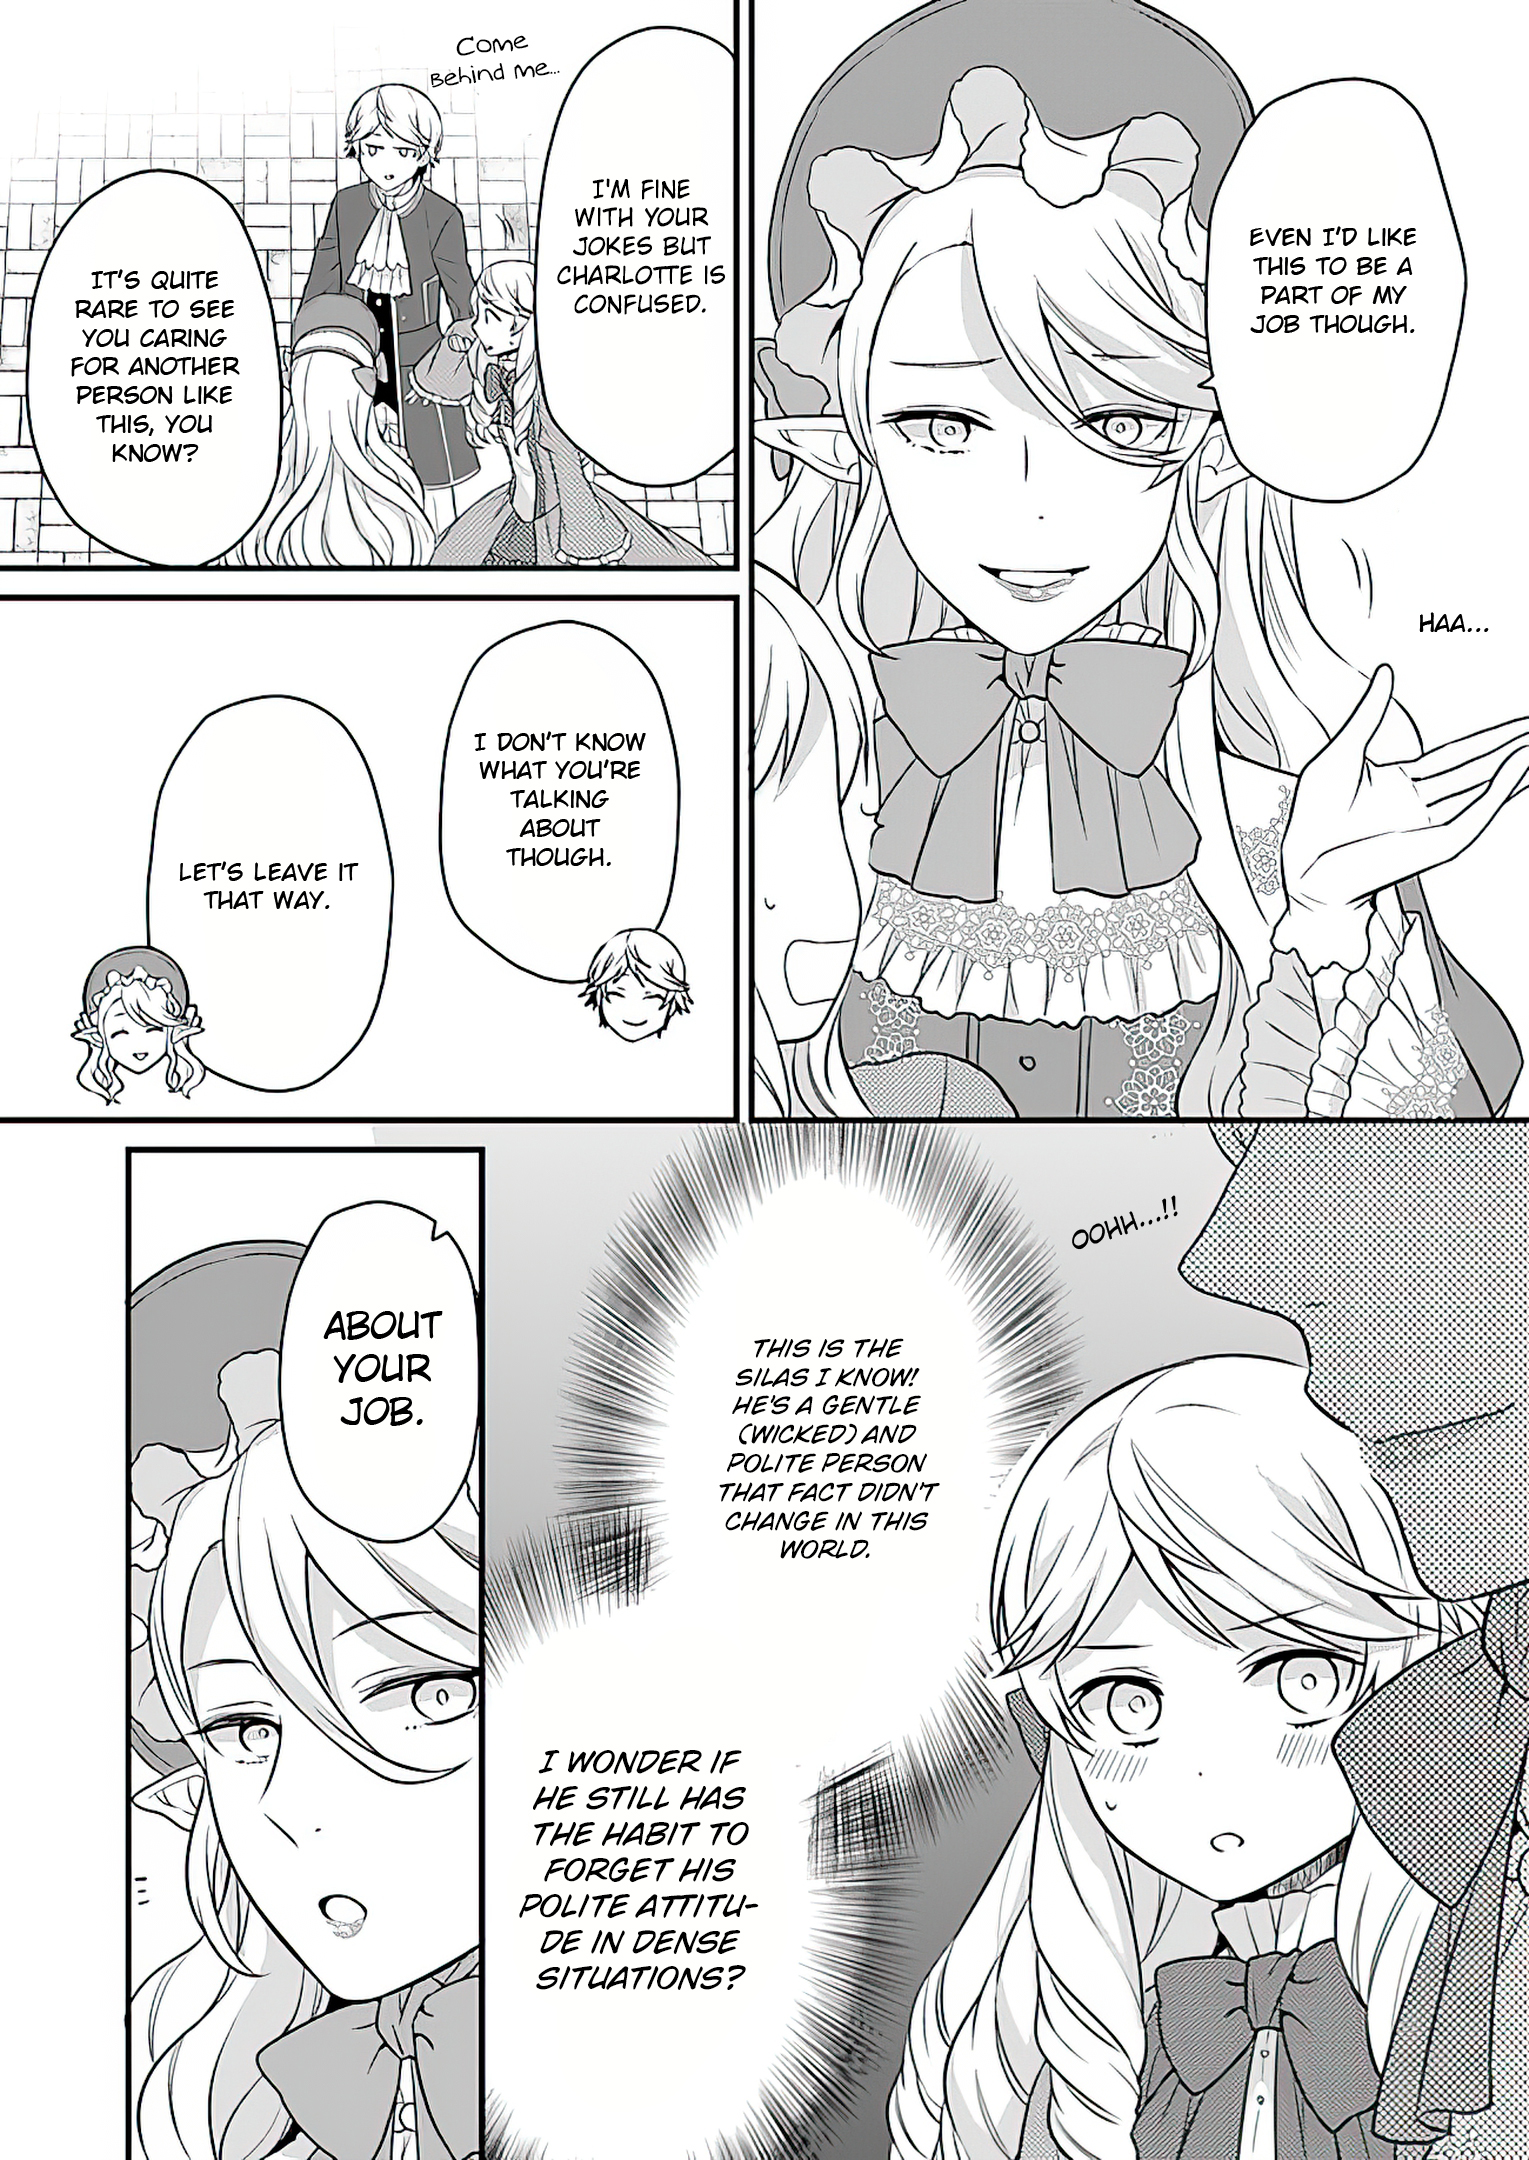 EVEN I'D LIKE
THIS TO BE A
PART OF MY
JOB THOUGH.
HAA...
Come
Behind me...
I'M FINE
WITH YOUR
JOKES BUT
CHARLOTTE IS
CONFUSED.
IT'S QUITE
RARE TO SEE
YOU CARING
FOR ANOTHER
PERSON LIKE
THIS, YOU
KNOW?
I DON'T KNOW
WHAT YOU'RE
TALKING
ABOUT
THOUGH.
LET'S LEAVE IT
THAT WAY.
OOHH...!!
THIS IS THE
SILAS I KNOW!
HE'S A GENTLE
(WICKED) AND
POLITE PERSON
THAT FACT DIDN'T
CHANGE IN THIS
WORLD.
I WONDER IF
HE STILL HAS
THE HABIT TO
FORGET HIS
POLITE ATTITU-
DE IN DENSE
SITUATIONS?
ABOUT
YOUR
JOB.